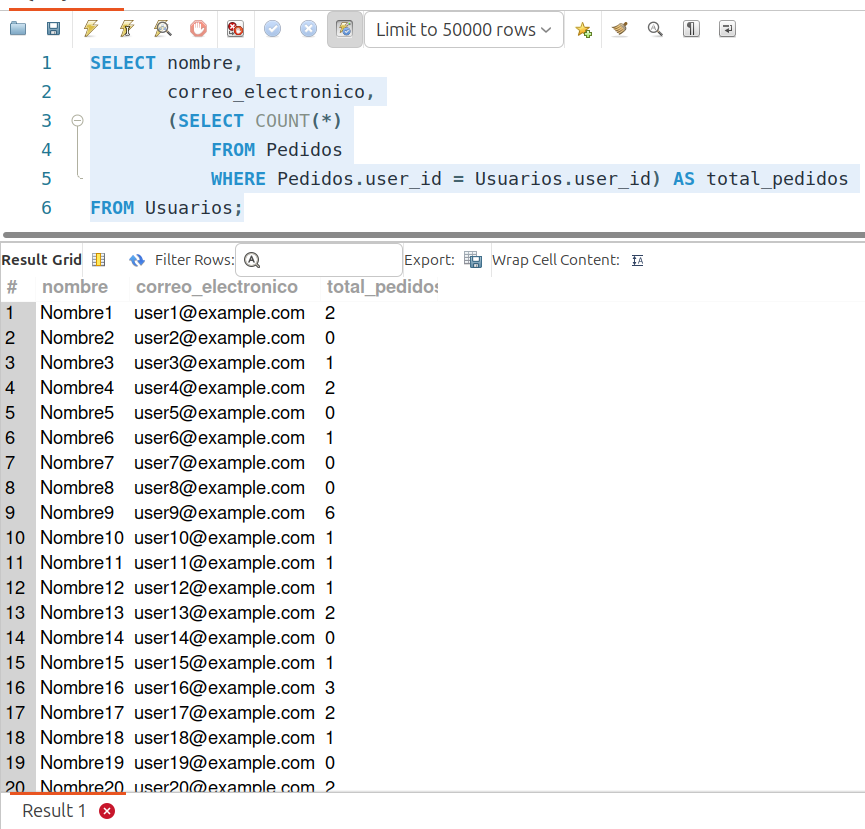 Limit to 50000 rows
1 SELECT nombre,
2 correo_electronico,
3 (SELECT COUNT(*)
4 FROM Pedidos
5 WHERE Pedidos.user_id = Usuarios.user_id) AS total_pedidos
6 FROM Usuarios;
Result Grid Filter Rows: Export: Wrap Cell Content:
# nombre correo_electronico total_pedidos
1 Nombre1 user1@example.com 2
2 Nombre2 user2@example.com 0
3 Nombre3 user3@example.com 1
4 Nombre4 user4@example.com 2
5 Nombre5 user5@example.com 0
6 Nombre6 user6@example.com 1
7 Nombre7 user7@example.com 0
8 Nombre8 user8@example.com 0
9 Nombre9 user9@example.com 6
10 Nombre10 user10@example.com 1
11 Nombre11 user11@example.com 1
12 Nombre12 user12@example.com 1
13 Nombre13 user13@example.com 2
14 Nombre14 user14@example.com 0
15 Nombre15 user15@example.com 1
16 Nombre16 user16@example.com 3
17 Nombre17 user17@example.com 2
18 Nombre18 user18@example.com 1
19 Nombre19 user19@example.com 0
20 Nombre20 user20@example.com 2
Result 1